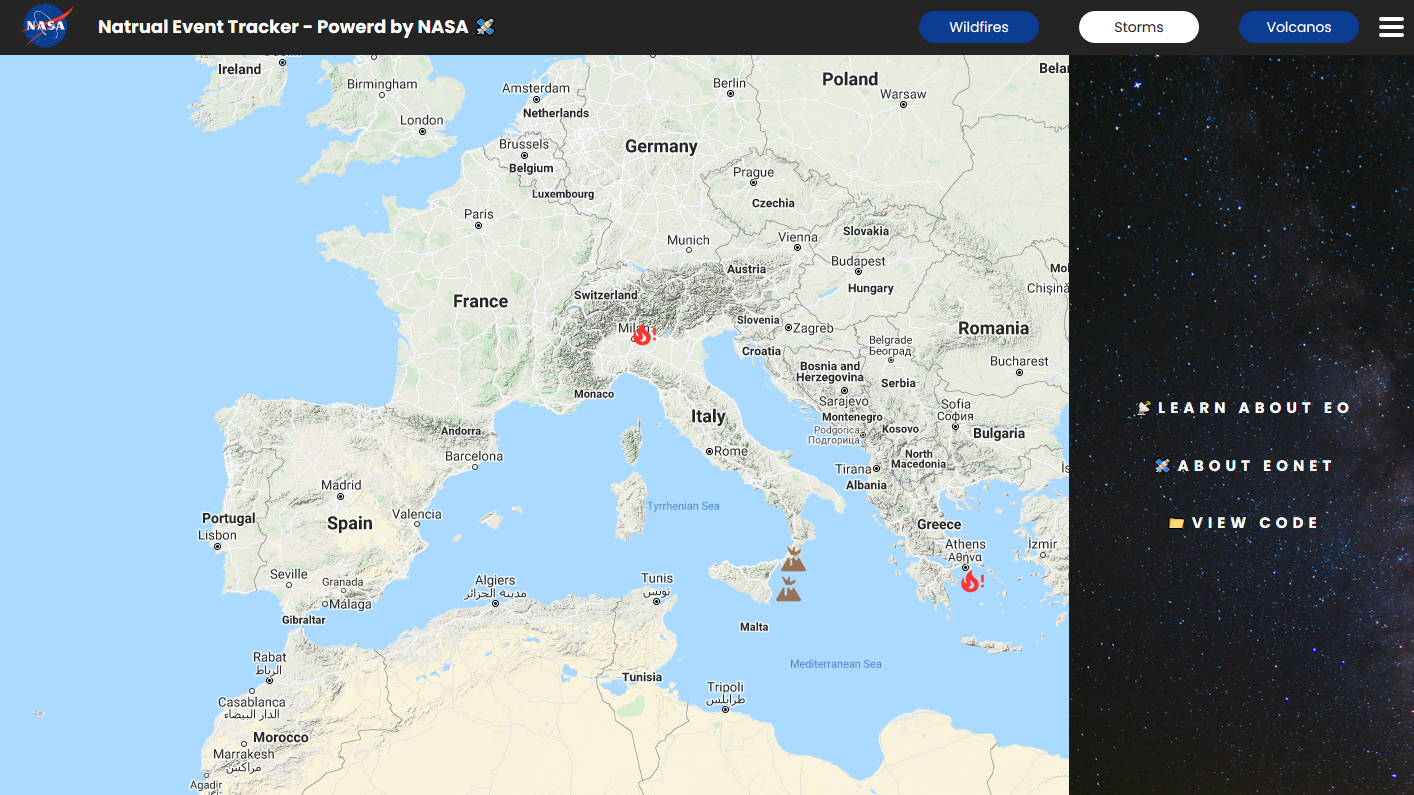 NASA
Natrual Event Tracker - Powerd by NASA
Wildfires
Storms
Volcanos
Ireland
Birmingham
London
Amsterdam
Netherlands
Berlin
Poland
Warsaw
Belar
Brussels
Belgium
Germany
Luxembourg
Prague
Czechia
Paris
Munich
Vienna
Slovakia
Austria
Budapest
Hungary
Mol
Chișină
France
Switzerland
Milan
Slovenia
Zagreb
Croatia
Romania
Belgrade
Београд
Bucharest
Bosnia and
Herzegovina
Serbia
Monaco
Sarajevo
Italy
Montenegro
Podgorica
Подгорица
Kosovo
Sofia
София
Bulgaria
Andorra
Barcelona
Rome
North
Macedonia
Tirana
Albania
İs
Madrid
Spain
Valencia
Portugal
Lisbon
Tyrrhenian Sea
Greece
Athens
Αθήνα
İzmir
Seville
Granada
Málaga
Gibraltar
Algiers
مدينة الجزائر
Tunis
تونس
Malta
Mediterranean Sea
Rabat
الرباط
Casablanca
الدار البيضاء
Tunisia
Tripoli
طرابلس
Morocco
Marrakesh
مراكش
Agadir
LEARN ABOUT EO
ABOUT EONET
VIEW CODE